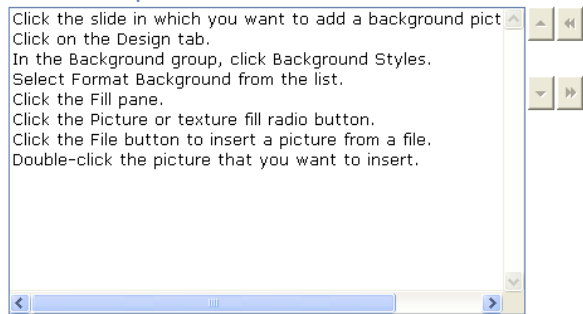 Click the slide in which you want to add a background pict
Click on the Design tab.
In the Background group, click Background Styles.
Select Format Background from the list.
Click the Fill pane.
Click the Picture or texture fill radio button.
Click the File button to insert a picture from a file.
Double-click the picture that you want to insert.